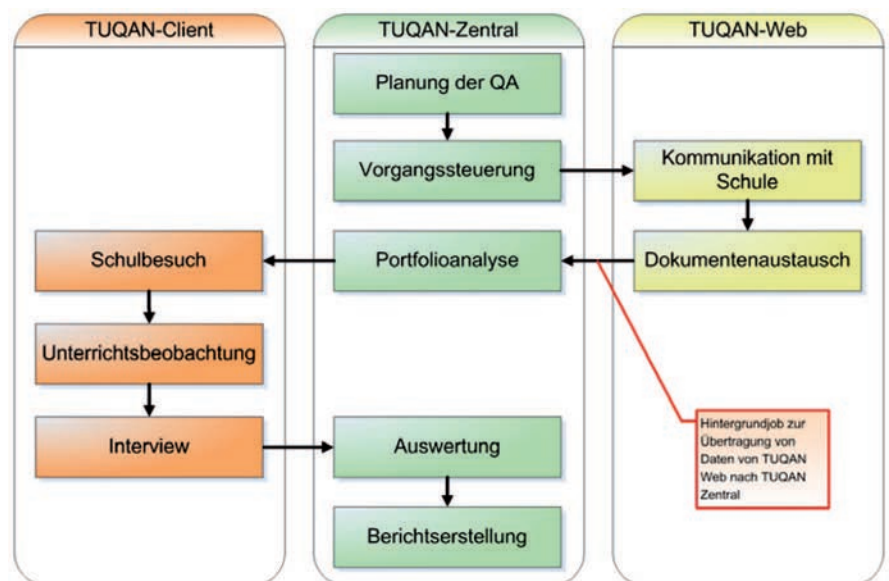 TUQAN-Client
TUQAN-Zentral
TUQAN-Web
Planung der QA
Vorgangssteuerung
Kommunikation mit
Schule
Schulbesuch
Portfolioanalyse
Dokumentenaustausch
Unterrichtsbeobachtung
Interview
Auswertung
Hintergrundjob zur
Übertragung von
Daten von TUQAN
Web nach TUQAN
Zentral
Berichtserstellung